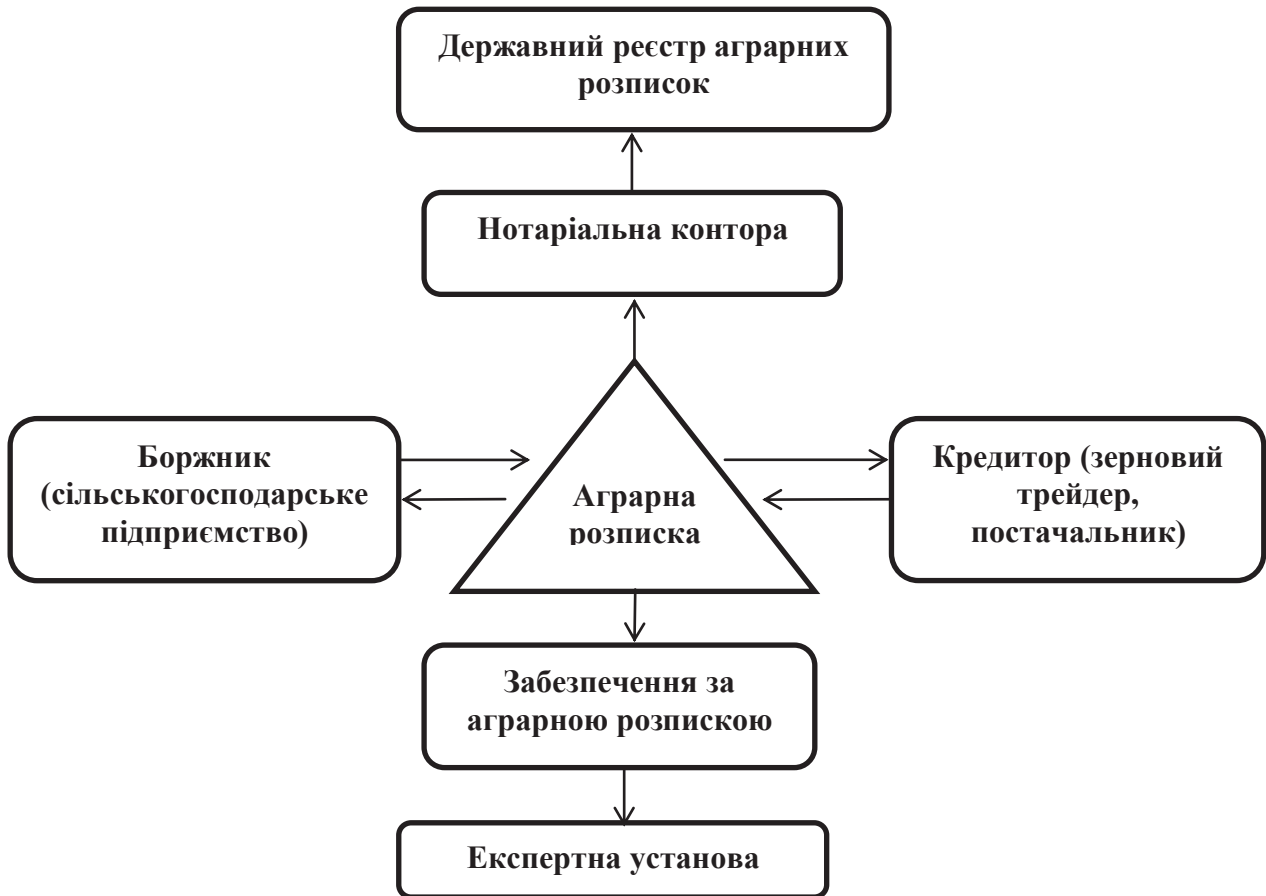 Державний реєстр аграрних
розписок
Нотаріальна контора
Боржник
(сільськогосподарське
підприємство)
Аграрна
розписка
Кредитор (зерновий
трейдер,
постачальник)
Забезпечення за
аграрною розпискою
Експертна установа